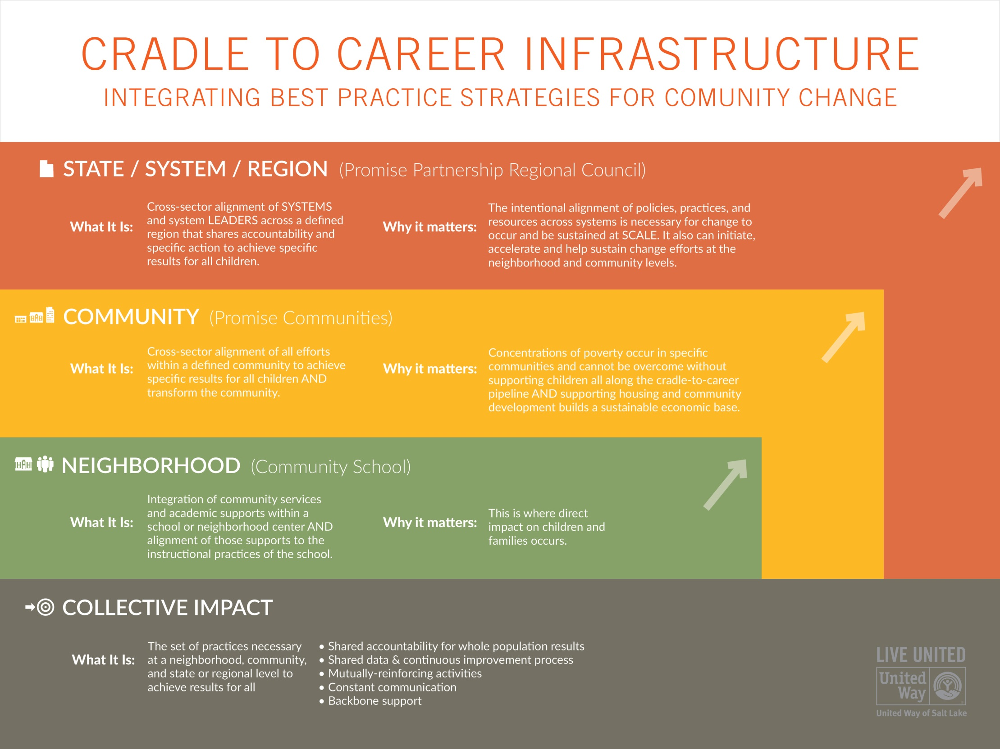 CRADLE TO CAREER INFRASTRUCTURE
INTEGRATING BEST PRACTICE STRATEGIES FOR COMUNITY CHANGE
STATE / SYSTEM / REGION (Promise Partnership Regional Council)
What It Is:
Cross-sector alignment of SYSTEMS
and system LEADERS across a defined
region that shares accountability and
specific action to achieve specific
results for all children.
Why it matters:
The intentional alignment of policies, practices, and
resources across systems is necessary for change to
occur and be sustained at SCALE. It also can initiate,
accelerate and help sustain change efforts at the
neighborhood and community levels.
COMMUNITY (Promise Communities)
What It Is:
Cross-sector alignment of all efforts
within a defined community to achieve
specific results for all children AND
transform the community.
Why it matters:
Concentrations of poverty occur in specific
communities and cannot be overcome without
supporting children all along the cradle-to-career
pipeline AND supporting housing and community
development builds a sustainable economic base.
NEIGHBORHOOD (Community School)
What It Is:
Integration of community services
and academic supports within a
school or neighborhood center AND
alignment of those supports to the
instructional practices of the school.
Why it matters:
This is where direct
impact on children and
families occurs.
COLLECTIVE IMPACT
What It Is:
The set of practices necessary
at a neighborhood, community,
and state or regional level to
achieve results for all
• Shared accountability for whole population results
• Shared data & continuous improvement process
• Mutually-reinforcing activities
• Constant communication
• Backbone support
LIVE UNITED
United
Way
United Way of Salt Lake